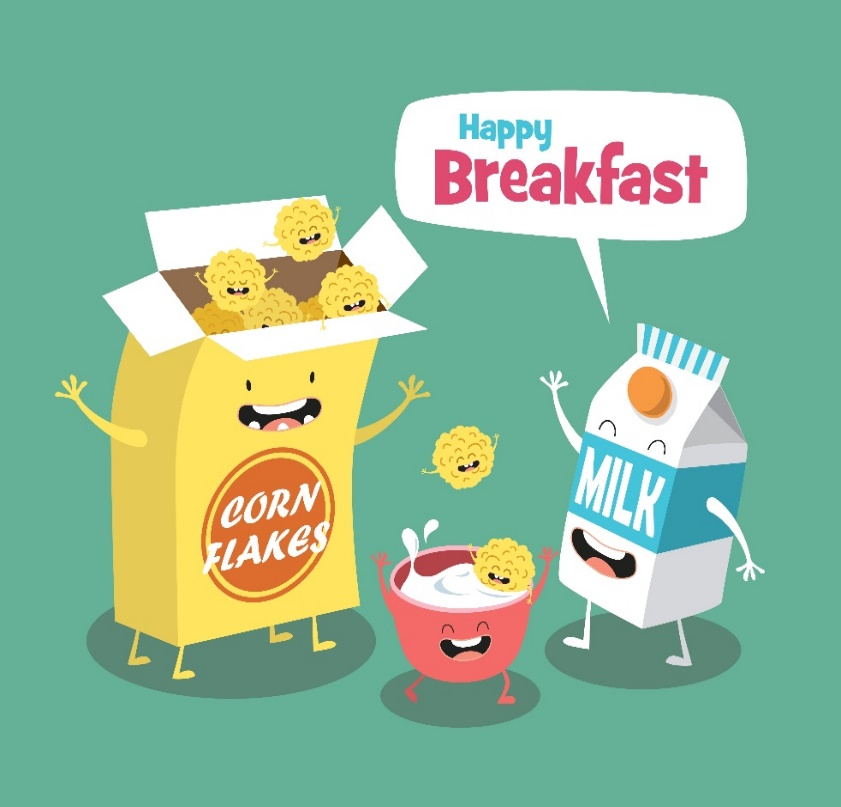 Happy
Breakfast
CORN
FLAKES
MILK